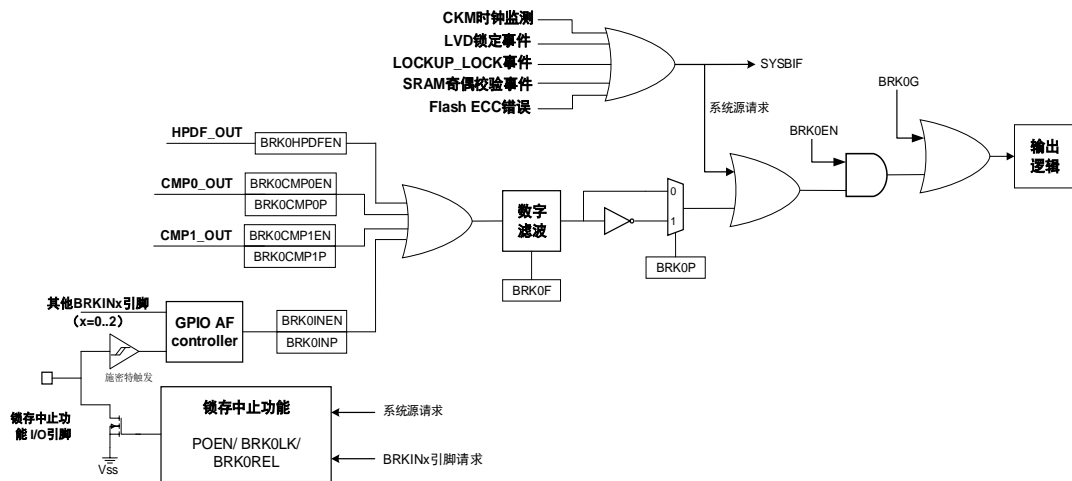 CKM时钟监测
LVD锁定事件
LOCKUP_LOCK事件
SRAM奇偶校验事件
Flash ECC错误
SYSBIF
系统源请求
BRK0G
BRK0EN
输出
逻辑
HPDF_OUT
BRK0HPDFEN
CMP0_OUT
BRK0CMP0EN
BRK0CMP0P
CMP1_OUT
BRK0CMP1EN
BRK0CMP1P
数字
滤波
0
1
BRK0F
BRK0P
其他BRKINx引脚
（x=0..2）
GPIO AF
controller
BRK0INEN
BRK0INP
施密特触发
锁存中止功
能 I/O引脚
Vss
锁存中止功能
POEN/ BRK0LK/
BRK0REL
系统源请求
BRKINx引脚请求